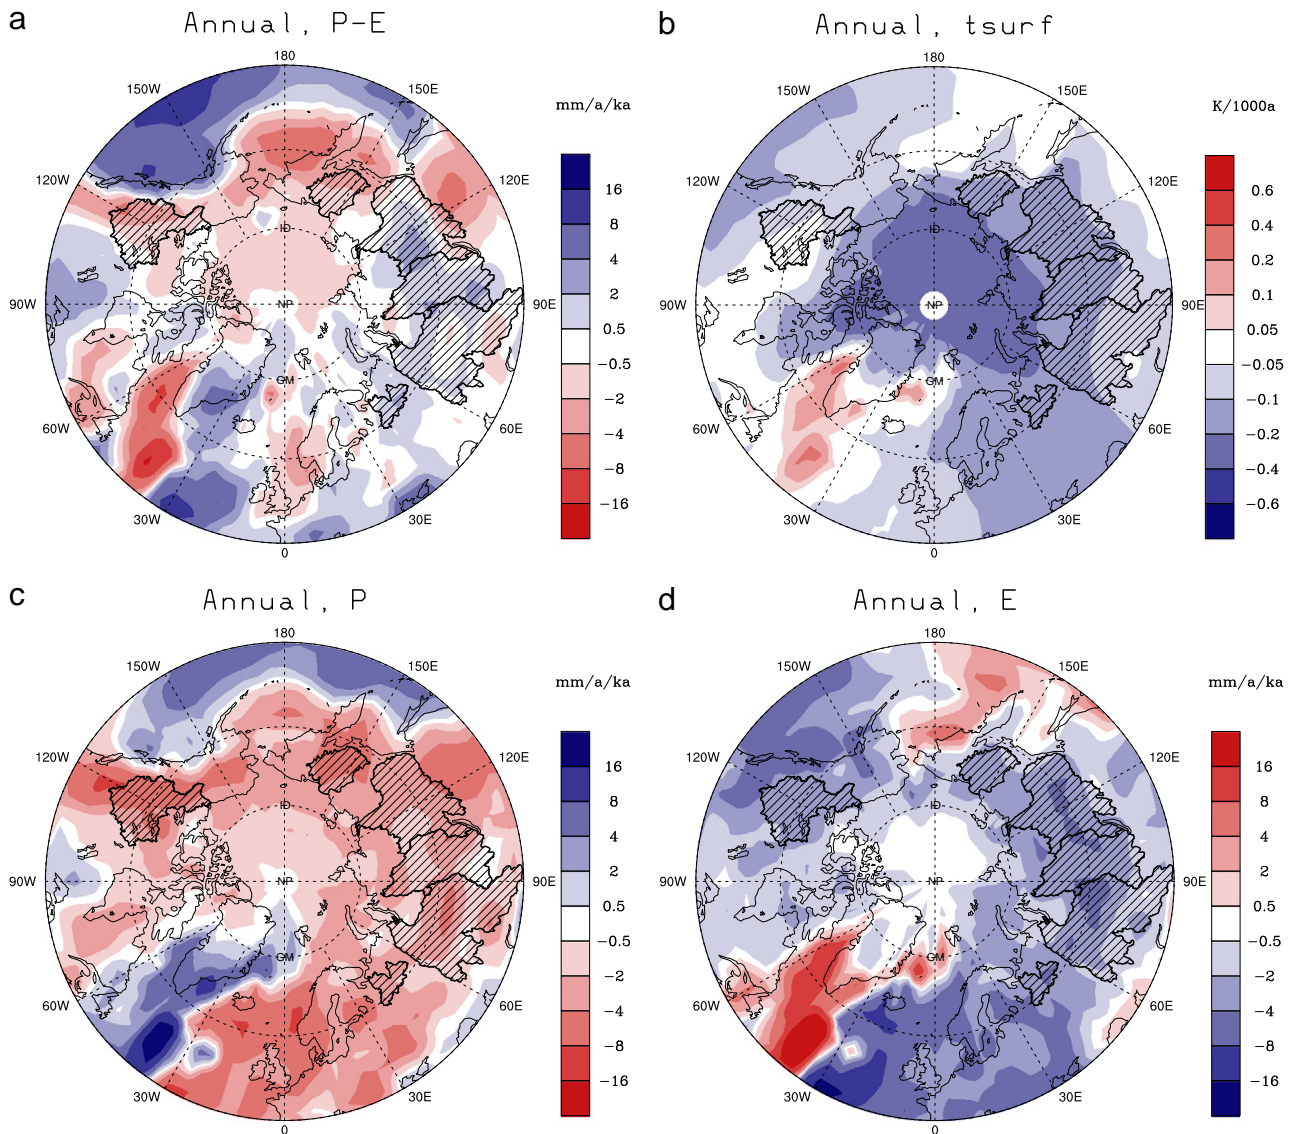 a
Annual, P-E
180
150W
150E
120W
120E
90W
90E
60W
60E
30W
30E
0
ID
NP
GM
mm/a/ka
16
8
4
2
0.5
-0.5
-2
-4
-8
-16
b
Annual, tsurf
180
150W
150E
120W
120E
90W
90E
60W
60E
30W
30E
0
ID
NP
GM
K/1000a
0.6
0.4
0.2
0.1
0.05
-0.05
-0.1
-0.2
-0.4
-0.6
c
Annual, P
180
150W
150E
120W
120E
90W
90E
60W
60E
30W
30E
0
ID
NP
GM
mm/a/ka
16
8
4
2
0.5
-0.5
-2
-4
-8
-16
d
Annual, E
180
150W
150E
120W
120E
90W
90E
60W
60E
30W
30E
0
ID
NP
GM
mm/a/ka
16
8
4
2
0.5
-0.5
-2
-4
-8
-16